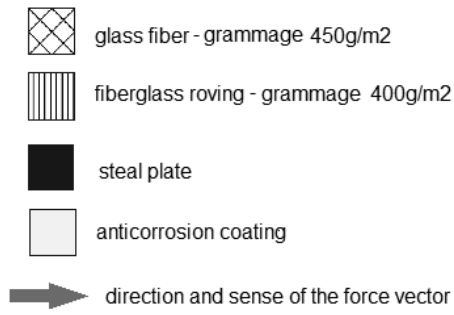 glass fiber - grammage 450g/m2
fiberglass roving - grammage 400g/m2
steal plate
anticorrosion coating
direction and sense of the force vector